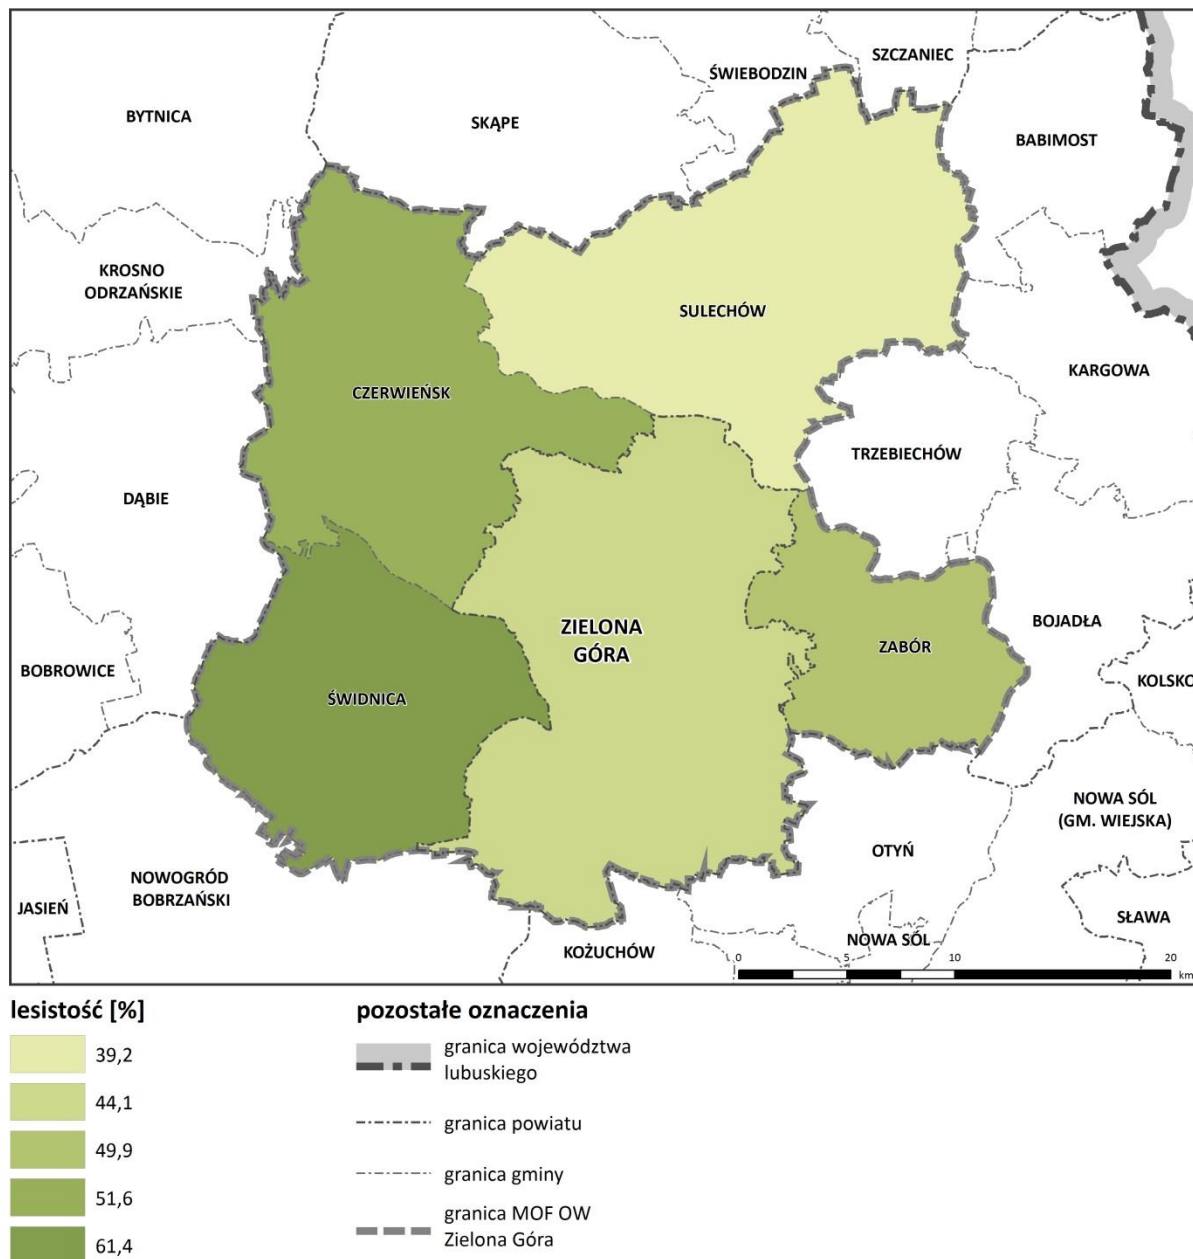 SZCZANIEC
ŚWIEBODZIN
BYTNICA
SKĄPE
BABIMOST
KROSNO
ODRZAŃSKIE
SULECHÓW
KARGOWA
CZERWIEŃSK
TRZEBIECHÓW
DĄBIE
BOJADŁA
ZIELONA
GÓRA
ZABÓR
BOBROWICE
KOLSKO
ŚWIDNICA
NOWA SÓL
(GM. WIEJSKA)
OTYŃ
NOWOGRÓD
BOBRZAŃSKI
JASIEŃ
SŁAWA
NOWA SÓL
KOŻUCHÓW
0 5 10 20
km
lesistość [%]
39,2
44,1
49,9
51,6
61,4
pozostałe oznaczenia
granica województwa
lubuskiego
granica powiatu
granica gminy
granica MOF OW
Zielona Góra